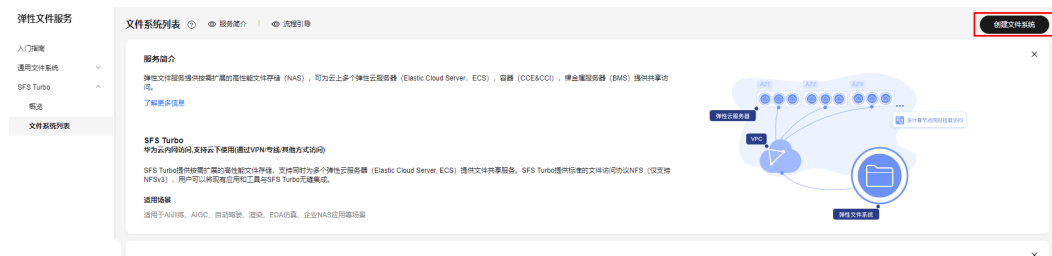 弹性文件服务
入门指南
通用文件系统
SFS Turbo
概览
文件系统列表
文件系统列表 服务简介 流程引导
创建文件系统
服务简介
弹性文件服务提供按需扩展的高性能文件存储（NAS），可为云上多个弹性云服务器（Elastic Cloud Server，ECS），容器（CCE&CCI），裸金属服务器（BMS）提供共享访
问。
了解更多信息
SFS Turbo
华为云内网访问,支持云下使用(通过VPN/专线/其他方式访问)
SFS Turbo提供按需扩展的高性能文件存储，支持同时为多个弹性云服务器（Elastic Cloud Server, ECS）提供文件共享服务。SFS Turbo提供标准的文件访问协议NFS（仅支持
NFSv3），用户可以将现有应用和工具与SFS Turbo无缝集成。
适用场景
适用于AI训练、AIGC、自动驾驶、渲染、EDA仿真、企业NAS应用等场景
AZ1 AZ2 AZ3
...
弹性云服务器
多计算节点同时挂载访问
VPC
弹性文件系统